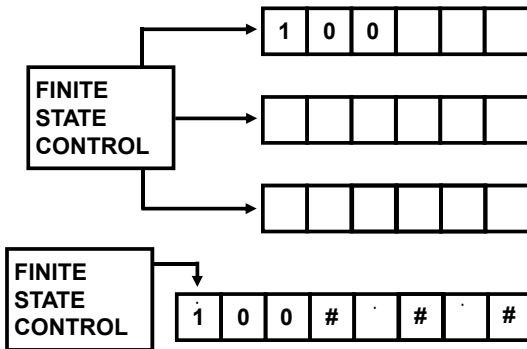 1 0 0
FINITE
STATE
CONTROL
FINITE
STATE
CONTROL
1 0 0 # . # . #